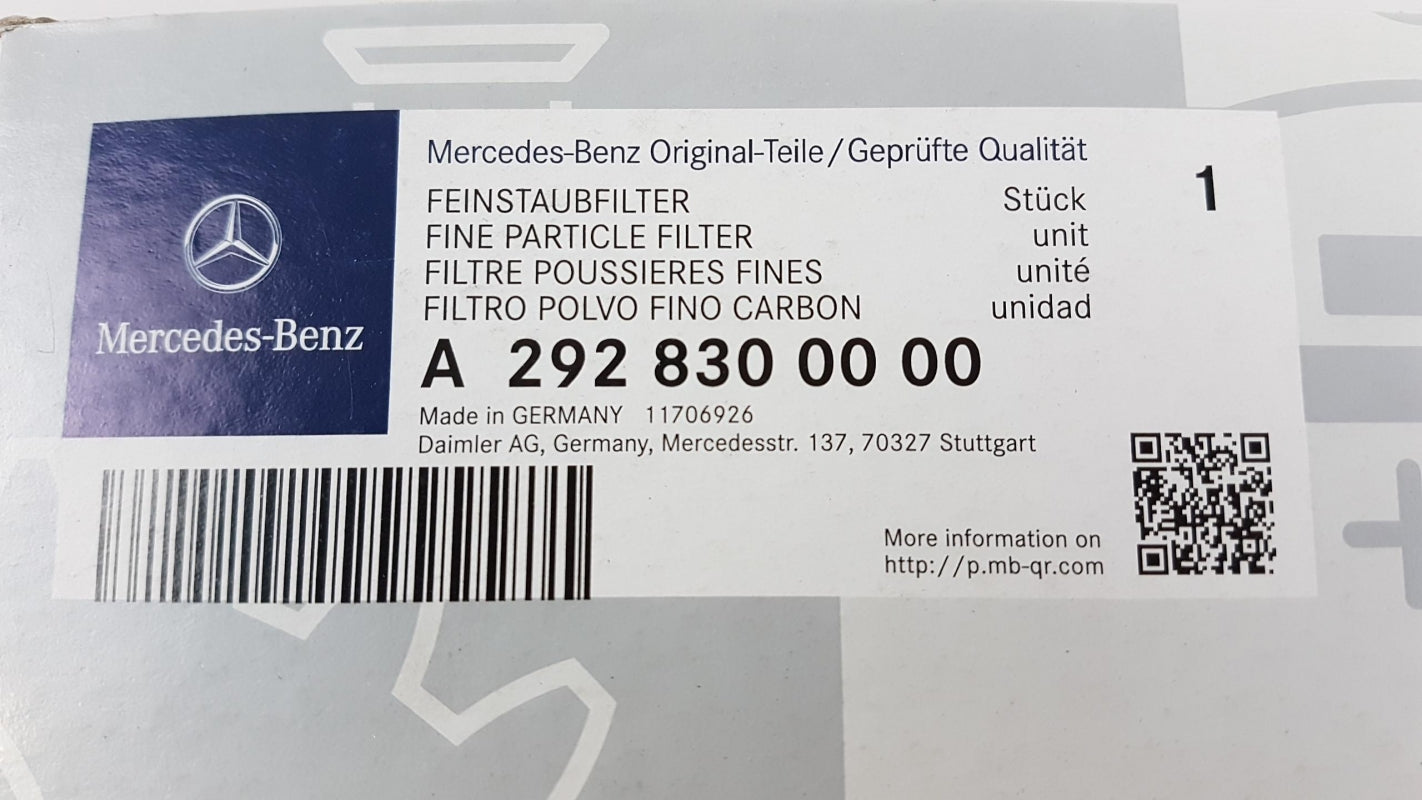 Mercedes-Benz
Mercedes-Benz Original-Teile/Geprüfte Qualität
FEINSTAUBFILTER Stück 1
FINE PARTICLE FILTER unit
FILTRE POUSSIERES FINES unité
FILTRO POLVO FINO CARBON unidad
A 292 830 00 00
Made in GERMANY 11706926
Daimler AG, Germany, Mercedesstr. 137, 70327 Stuttgart
More information on
http://p.mb-qr.com